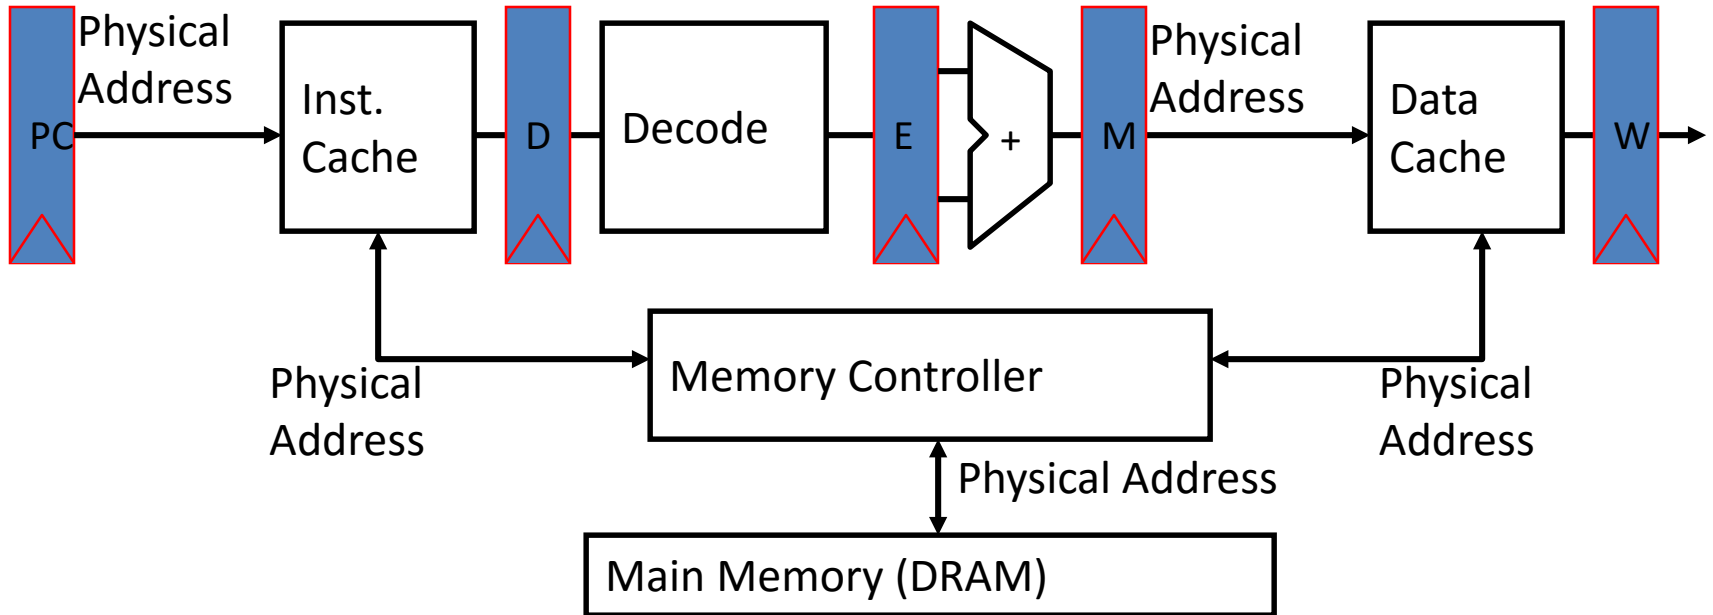 Physical
Address
PC
Inst.
Cache
D
Decode
E
+
M
Physical
Address
Data
Cache
W
Physical
Address
Memory Controller
Physical
Address
Physical Address
Main Memory (DRAM)